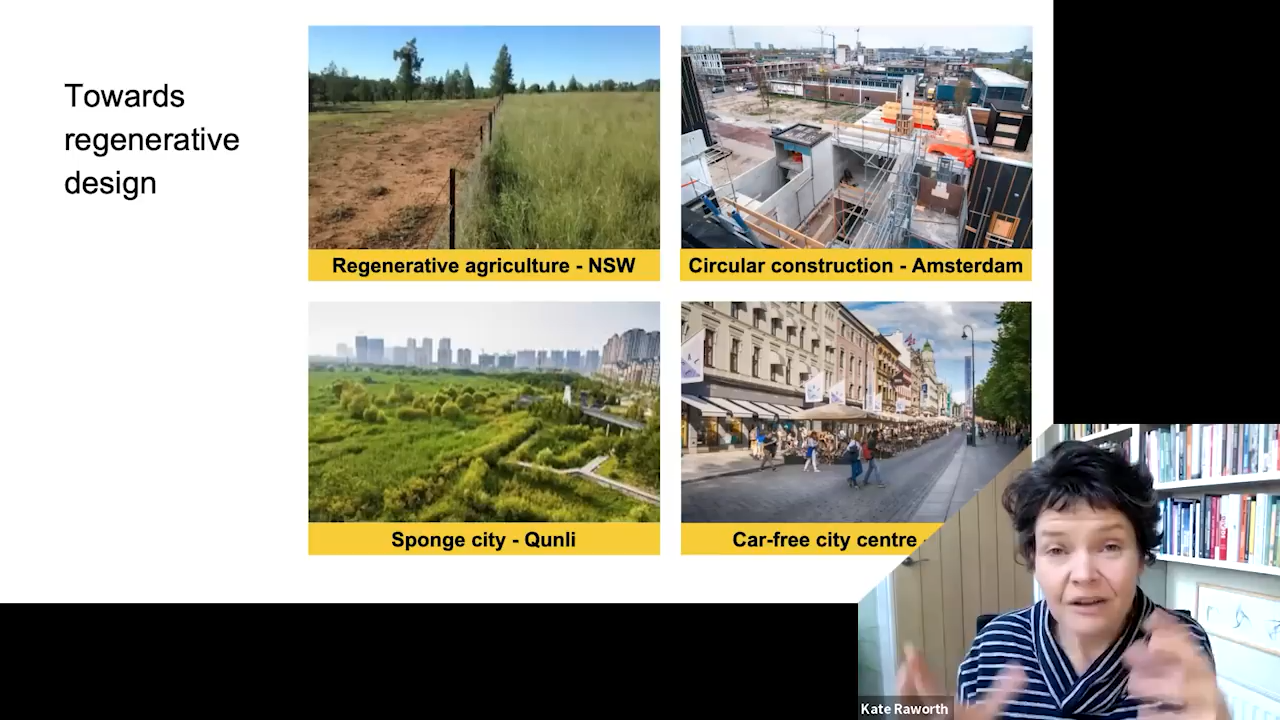 Towards
regenerative
design
Regenerative agriculture - NSW
Circular construction - Amsterdam
Sponge city - Qunli
Car-free city centre -
Kate Raworth